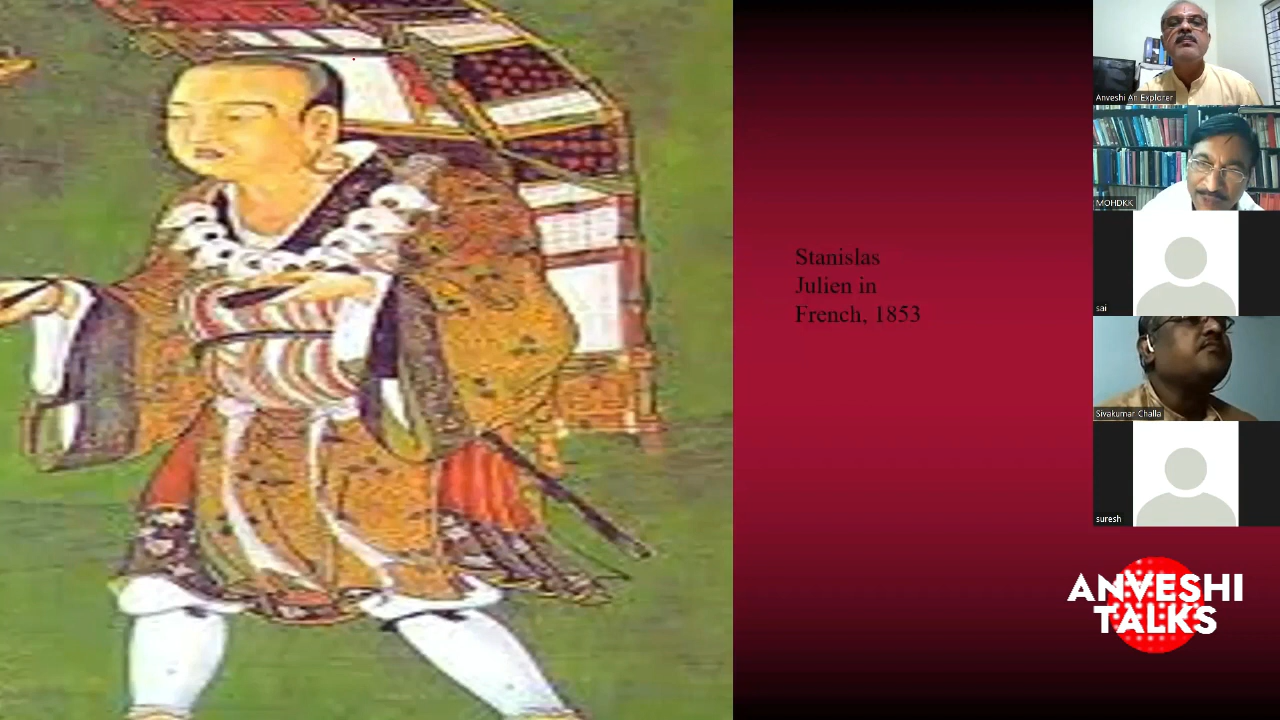 Stanislas
Julien in
French, 1853
Anveshi An Explorer
MOHDKK
sai
Sivakumar Challa
suresh
ANVESHI
TALKS